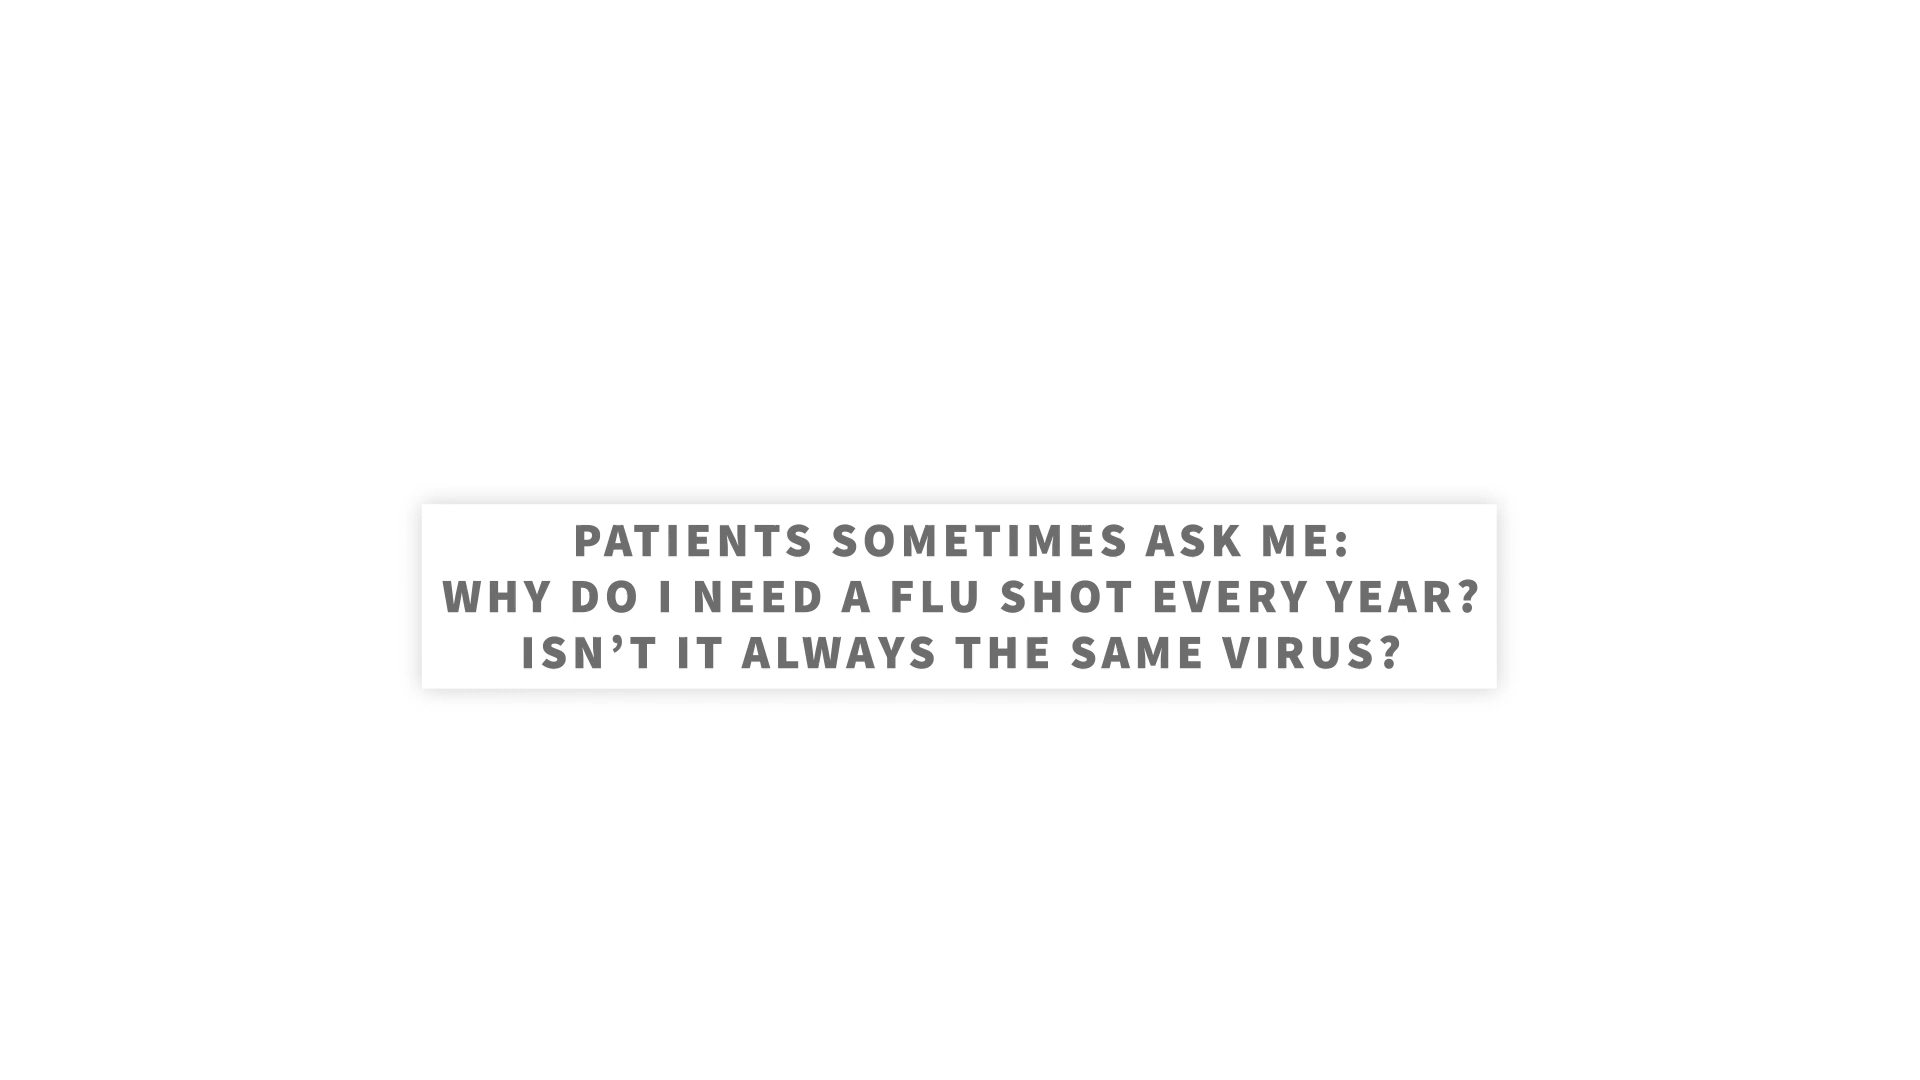 PATIENTS SOMETIMES ASK ME:
WHY DO I NEED A FLU SHOT EVERY YEAR?
ISN’T IT ALWAYS THE SAME VIRUS?